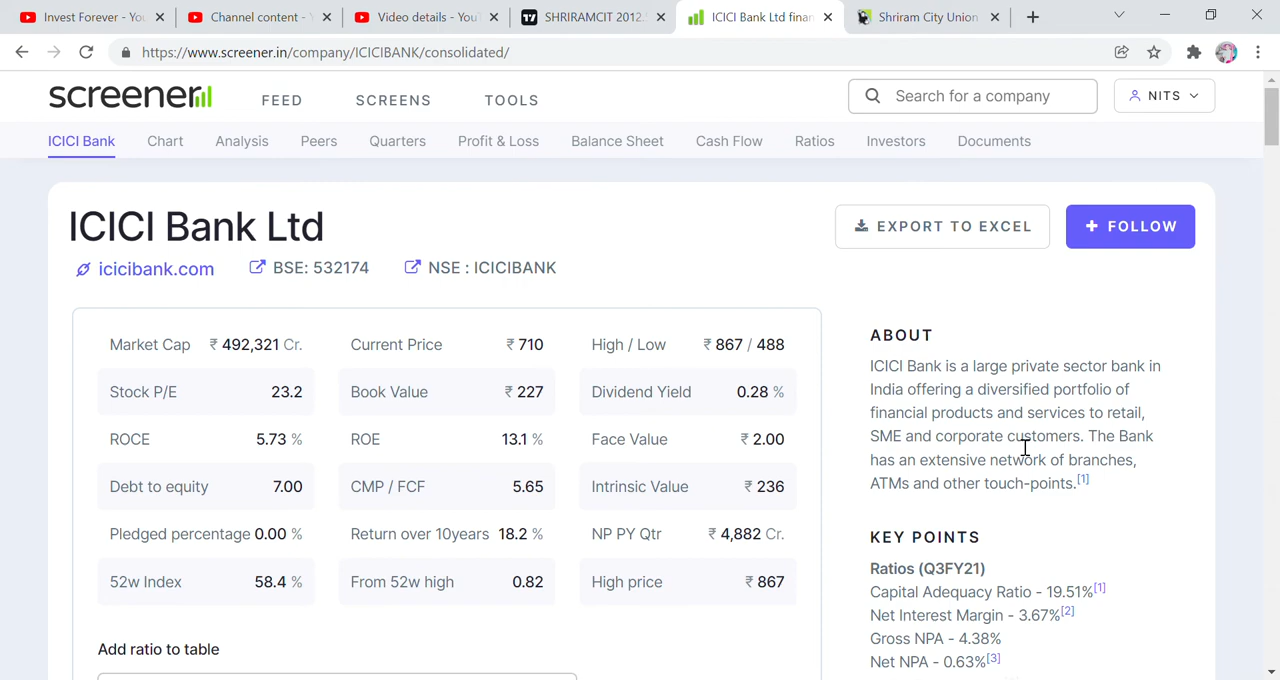 Invest Forever - You
Channel content -
Video details - You
SHRIRAMCIT 2012.
ICICI Bank Ltd finan
Shriram City Union
https://www.screener.in/company/ICICIBANK/consolidated/
screener
FEED
SCREENS
TOOLS
Search for a company
NITS
ICICI Bank
Chart
Analysis
Peers
Quarters
Profit & Loss
Balance Sheet
Cash Flow
Ratios
Investors
Documents
ICICI Bank Ltd
EXPORT TO EXCEL
+ FOLLOW
icicibank.com
BSE: 532174
NSE : ICICIBANK
Market Cap ₹ 492,321 Cr.
Current Price ₹ 710
High / Low ₹ 867 / 488
Stock P/E 23.2
Book Value ₹ 227
Dividend Yield 0.28 %
ROCE 5.73 %
ROE 13.1 %
Face Value ₹ 2.00
Debt to equity 7.00
CMP / FCF 5.65
Intrinsic Value ₹ 236
Pledged percentage 0.00 %
Return over 10years 18.2 %
NP PY Qtr ₹ 4,882 Cr.
52w Index 58.4 %
From 52w high 0.82
High price ₹ 867
Add ratio to table
ABOUT
ICICI Bank is a large private sector bank in
India offering a diversified portfolio of
financial products and services to retail,
SME and corporate customers. The Bank
has an extensive network of branches,
ATMs and other touch-points.[1]
KEY POINTS
Ratios (Q3FY21)
Capital Adequacy Ratio - 19.51%[1]
Net Interest Margin - 3.67%[2]
Gross NPA - 4.38%
Net NPA - 0.63%[3]